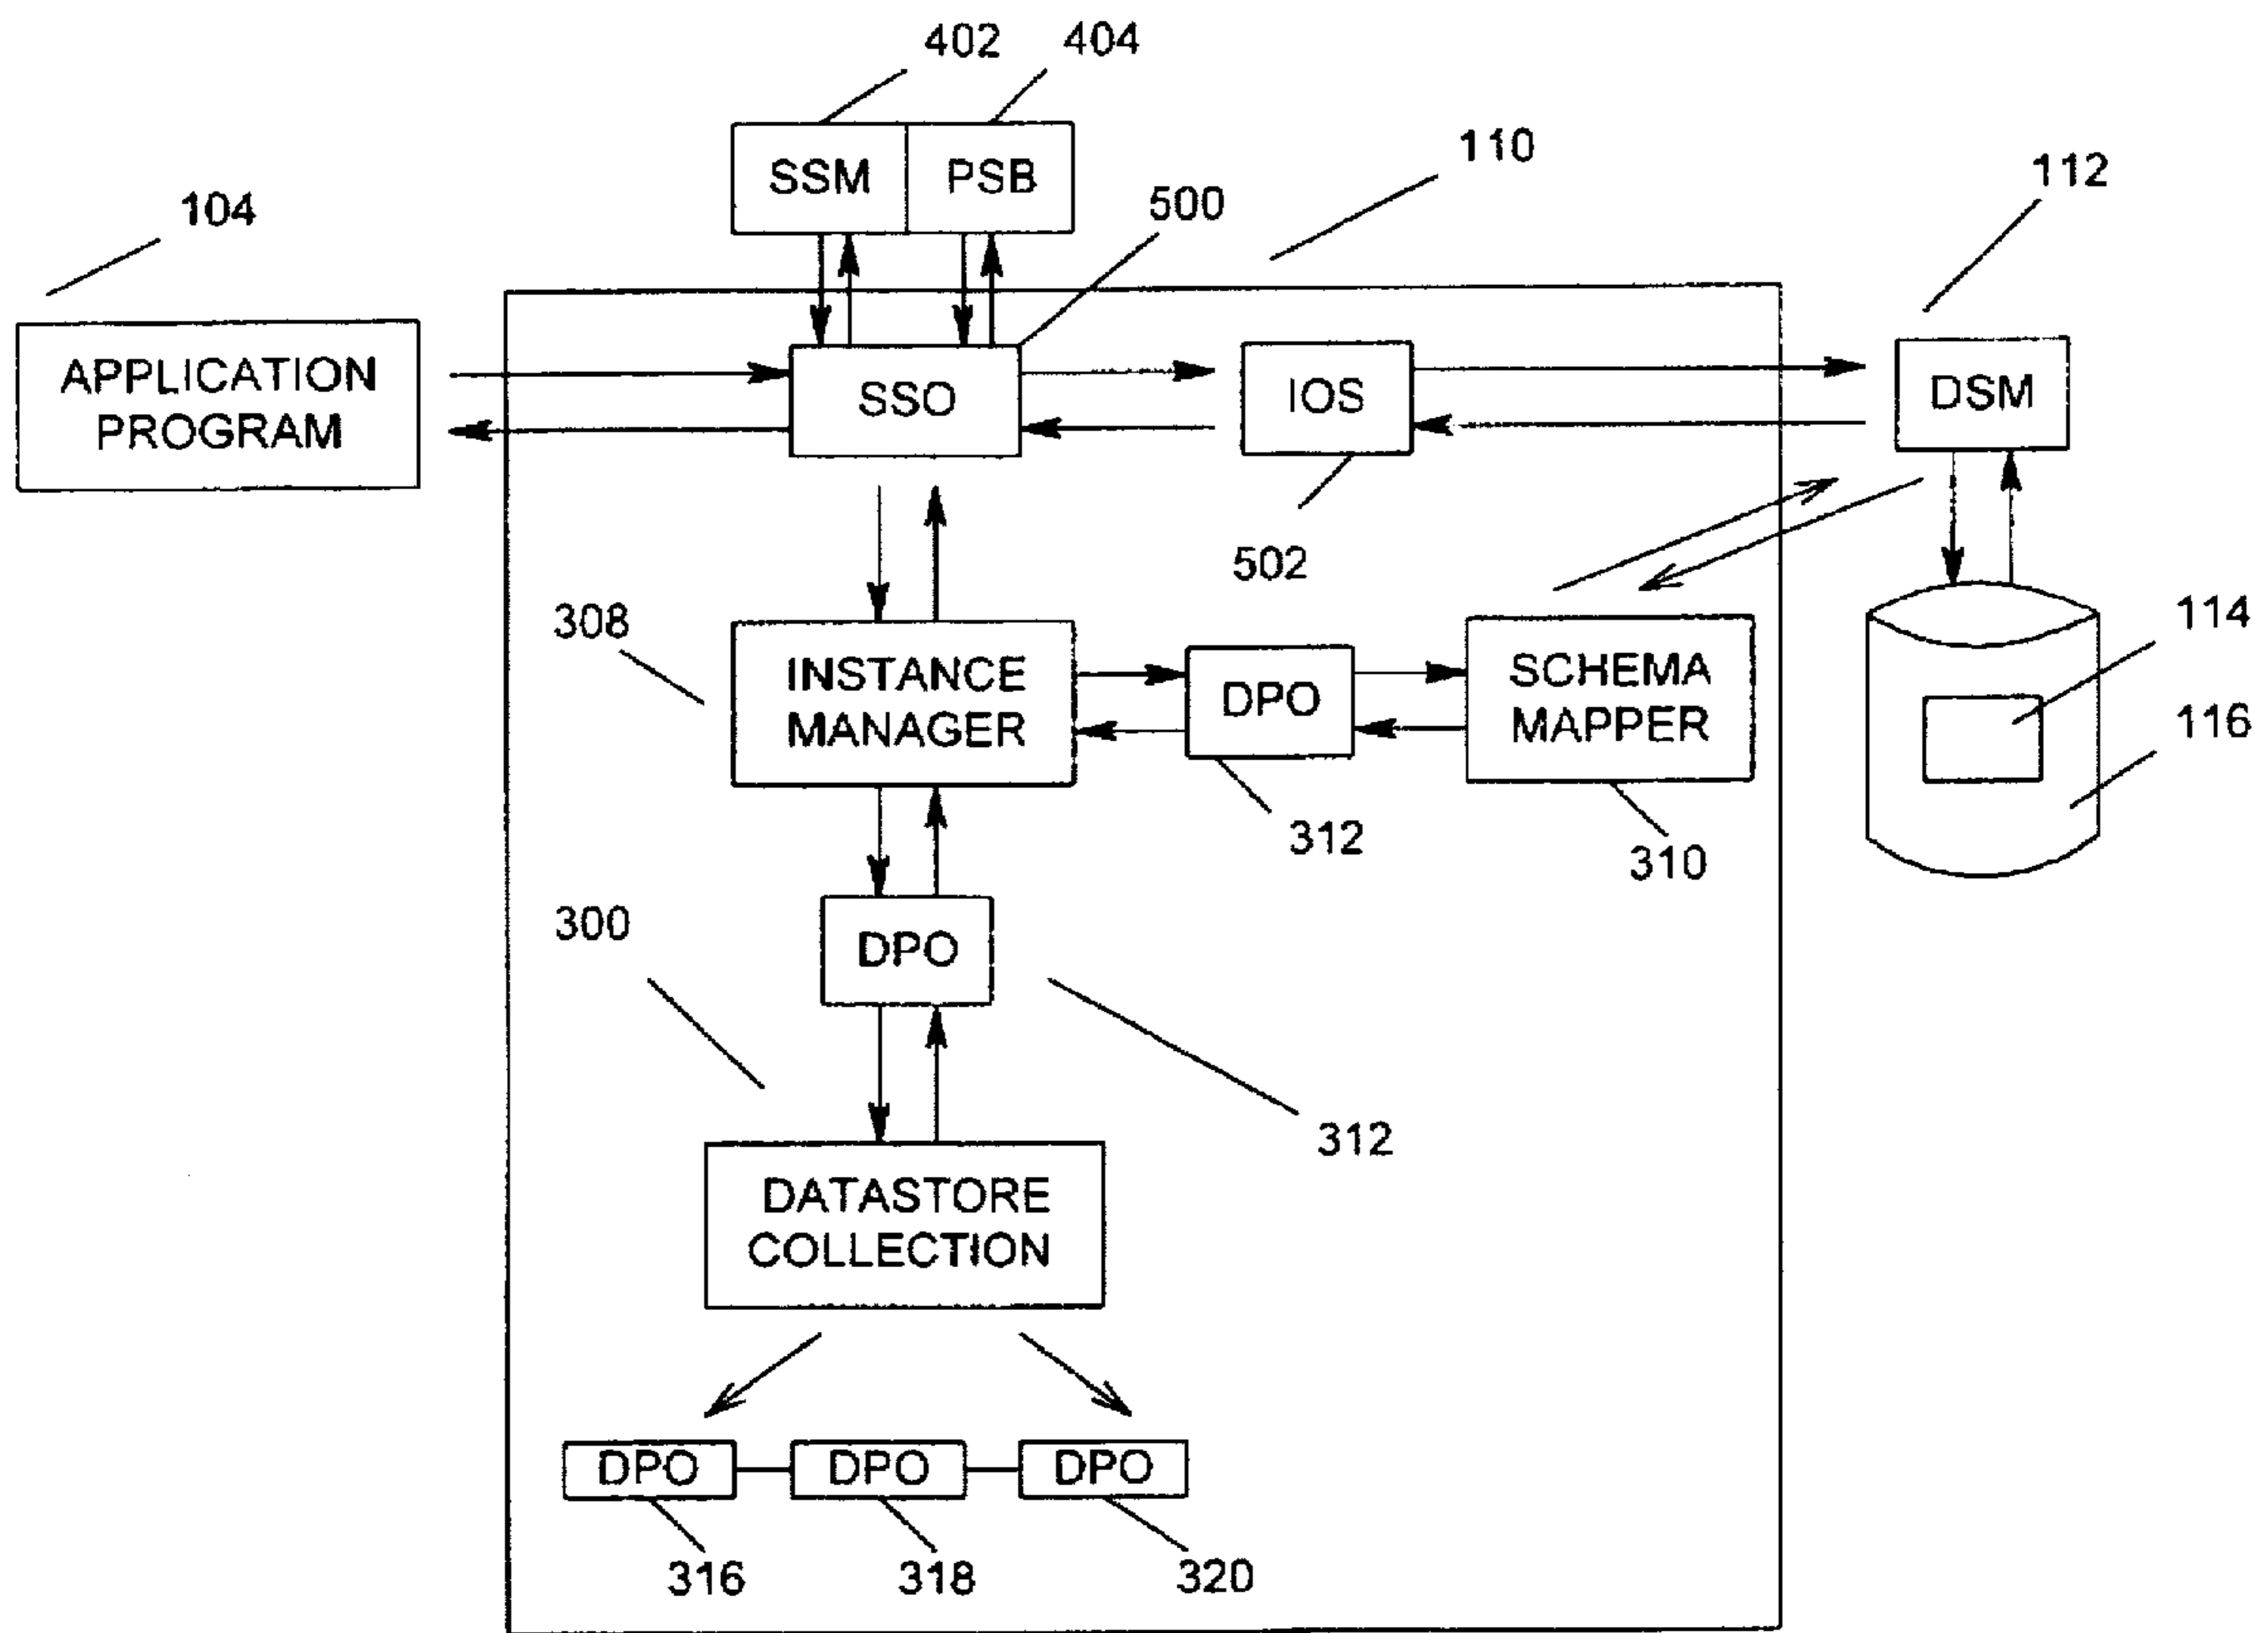 402
404
SSM
PSB
110
112
104
500
APPLICATION
PROGRAM
SSO
IOS
DSM
502
308
INSTANCE
MANAGER
DPO
SCHEMA
MAPPER
114
116
312
310
300
DPO
312
DATASTORE
COLLECTION
DPO
DPO
DPO
316
318
320